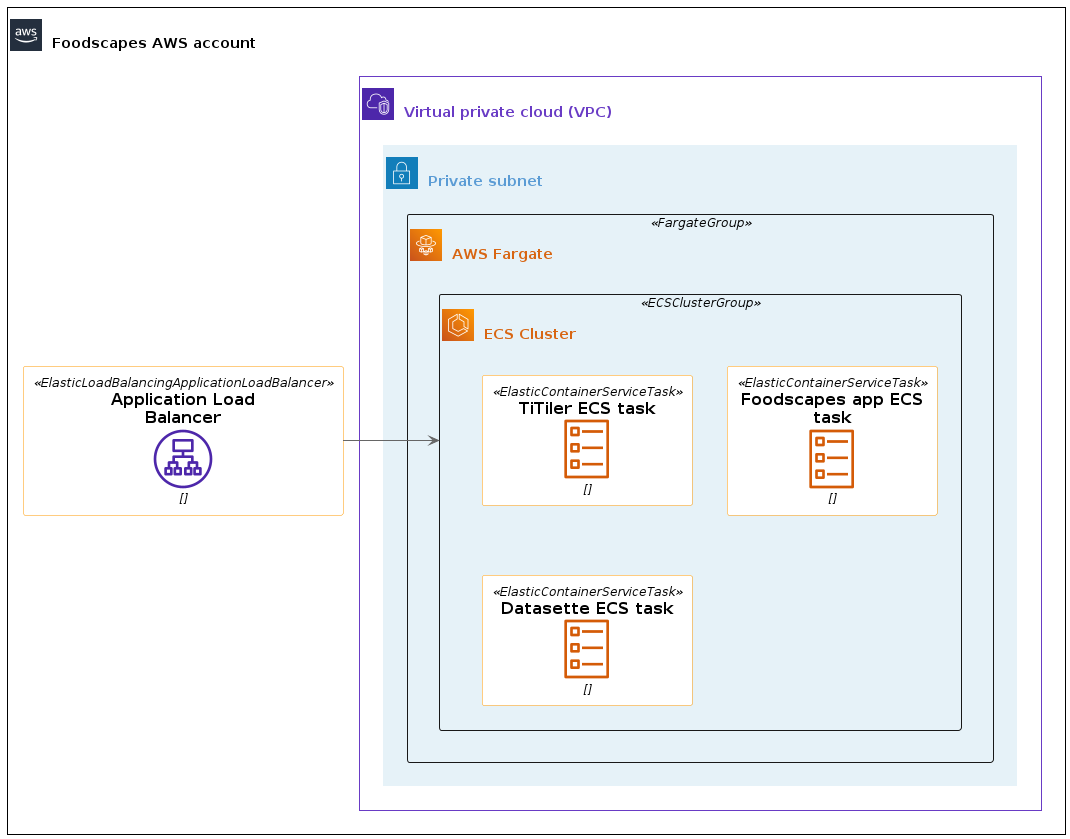 aws
Foodscapes AWS account
Virtual private cloud (VPC)
Private subnet
«FargateGroup»
AWS Fargate
«ECSClusterGroup»
ECS Cluster
«ElasticLoadBalancingApplicationLoadBalancer»
Application Load
Balancer
[]
«ElasticContainerServiceTask»
TiTiler ECS task
[]
«ElasticContainerServiceTask»
Foodscapes app ECS
task
[]
«ElasticContainerServiceTask»
Datasette ECS task
[]